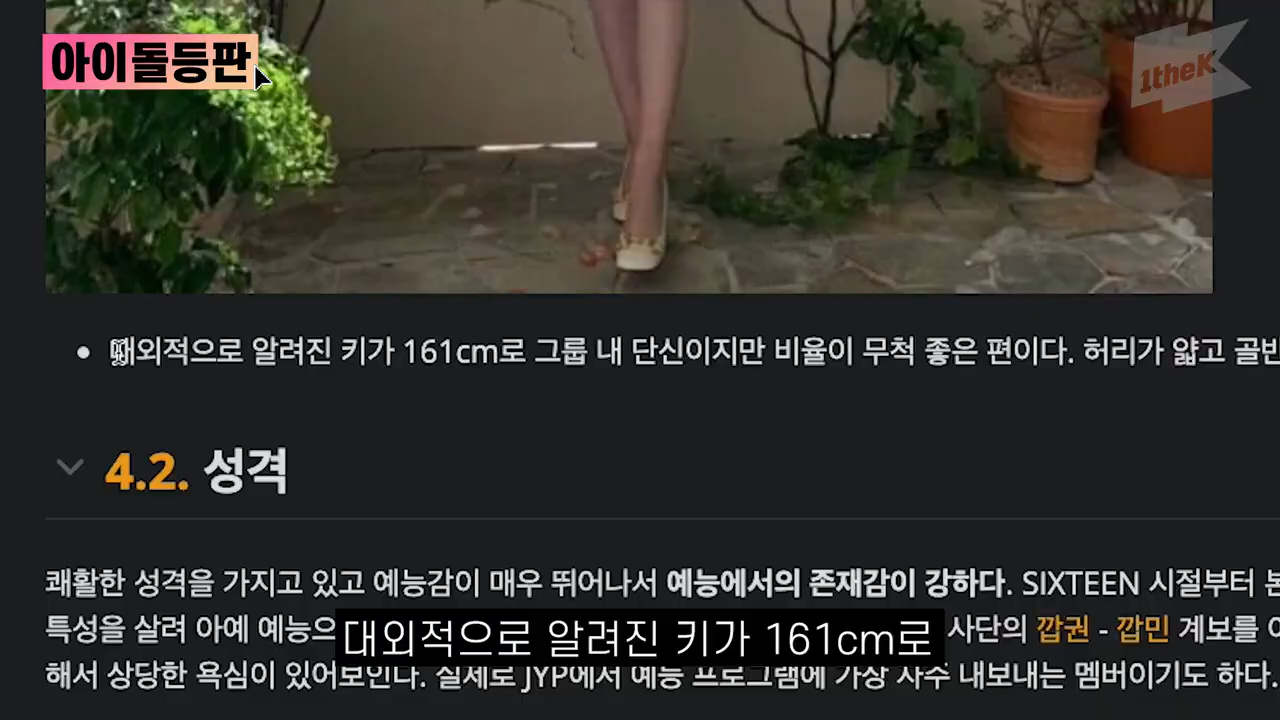 아이돌등판
1theK
대외적으로 알려진 키가 161cm로 그룹 내 단신이지만 비율이 무척 좋은 편이다. 허리가 얇고 골반
4.2. 성격
쾌활한 성격을 가지고 있고 예능감이 매우 뛰어나서 예능에서의 존재감이 강하다. SIXTEEN 시절부터 본
특성을 살려 아예 예능으 사단의 깝권 - 깝민 계보를
대외적으로 알려진 키가 161cm로
해서 상당한 욕심이 있어보인다. 실제로 JYP에서 예능 프로그램에 가장 자주 내보내는 멤버이기도 하다.